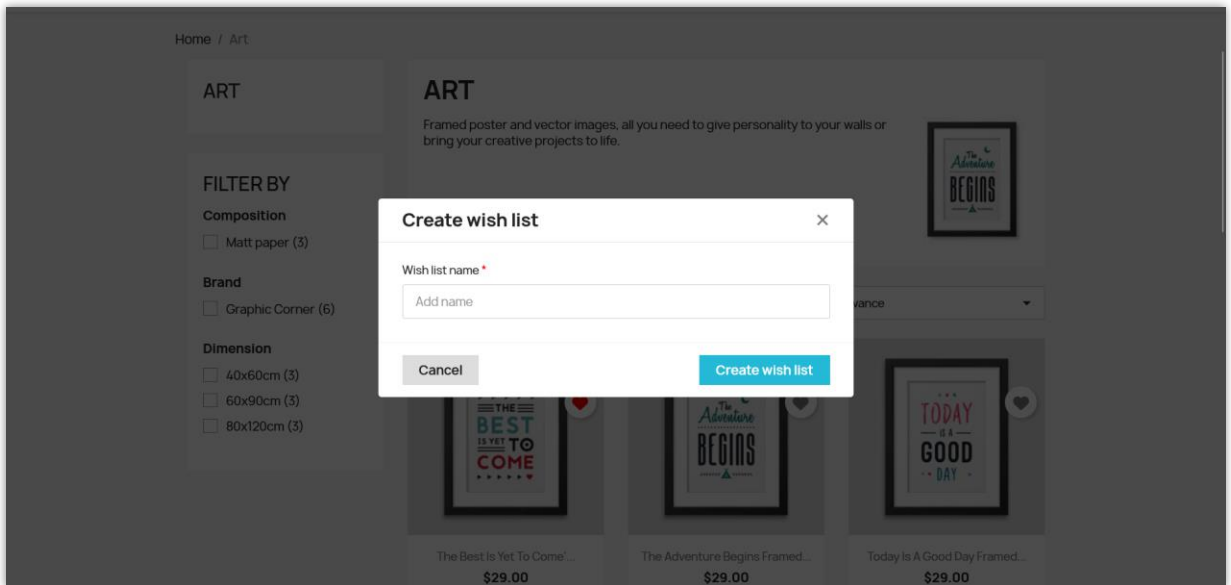 Home / Art
ART
FILTER BY
Composition
Matt paper (3)
Brand
Graphic Corner (6)
Dimension
40x60cm (3)
60x90cm (3)
80x120cm (3)
ART
Framed poster and vector images, all you need to give personality to your walls or
bring your creative projects to life.
The
Adventure
BEGINS
vance
Create wish list
×
Wish list name *
Add name
Cancel
Create wish list
THE
BEST
IS YET TO
COME
The
Adventure
BEGINS
TODAY
IS A
GOOD
DAY
The Best Is Yet To Come'...
$29.00
The Adventure Begins Framed...
$29.00
Today Is A Good Day Framed...
$29.00